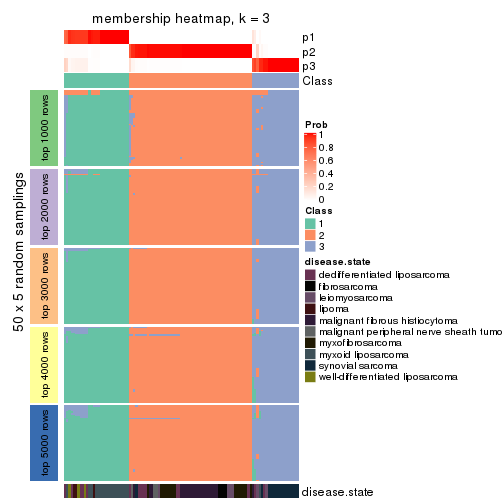 membership heatmap, k = 3
p1
p2
p3
Class
50 x 5 random samplings
top 1000 rows
top 2000 rows
top 3000 rows
top 4000 rows
top 5000 rows
disease.state
Prob
1
0.8
0.6
0.4
0.2
0
Class
1
2
3
disease.state
dedifferentiated liposarcoma
fibrosarcoma
leiomyosarcoma
lipoma
malignant fibrous histiocytoma
malignant peripheral nerve sheath tumo
myxofibrosarcoma
myxoid liposarcoma
synovial sarcoma
well-differentiated liposarcoma